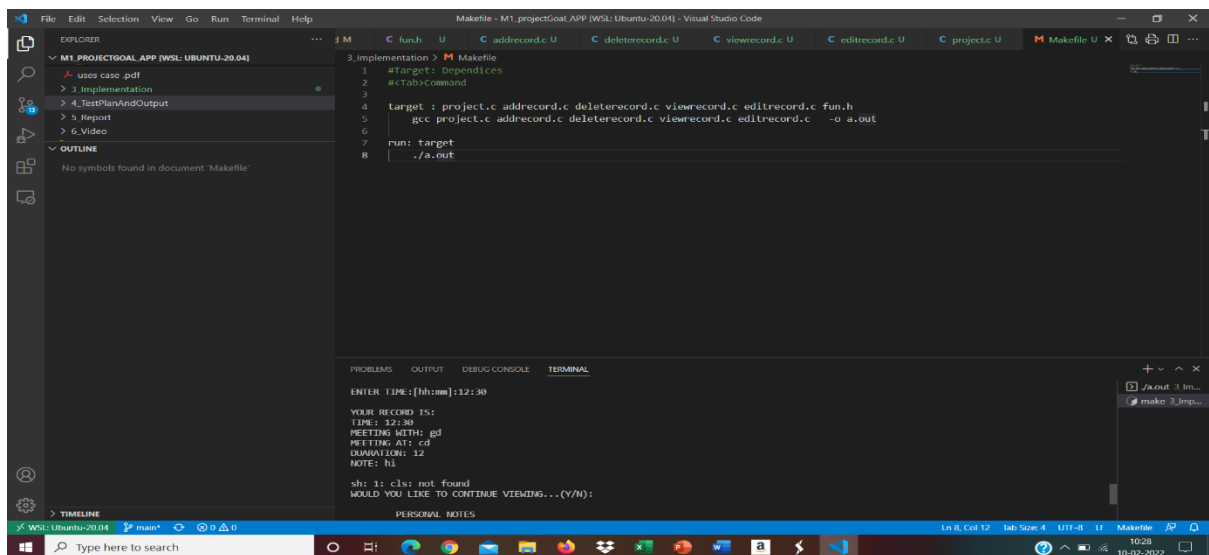 File Edit Selection View Go Run Terminal Help
Makefile - M1_projectGoal_APP [WSL: Ubuntu-20.04] - Visual Studio Code
EXPLORER
M1_PROJECTGOAL_APP [WSL: UBUNTU-20.04]
uses case .pdf
3_Implementation
4_TestPlanAndOutput
5_Report
6_Video
OUTLINE
No symbols found in document 'Makefile'
TIMELINE
M C fun.h U C addrecord.c U C deleterecord.c U C viewrecord.c U C editrecord.c U C project.c U M Makefile U
3_Implementation > M Makefile
1 #Target: Dependices
2 #<Tab>Command
3
4 target : project.c addrecord.c deleterecord.c viewrecord.c editrecord.c fun.h
5 gcc project.c addrecord.c deleterecord.c viewrecord.c editrecord.c -o a.out
6
7 run: target
8 ./a.out
PROBLEMS OUTPUT DEBUG CONSOLE TERMINAL
ENTER TIME:[hh:mm]:12:30
YOUR RECORD IS:
TIME: 12:30
MEETING WITH: gd
MEETING AT: cd
DUARATION: 12
NOTE: hi
sh: 1: cls: not found
WOULD YOU LIKE TO CONTINUE VIEWING...(Y/N):
PERSONAL NOTES
./a.out 3_Im...
make 3_Imp...
WSL: Ubuntu-20.04 main* 0 0 Ln 8, Col 12 Tab Size: 4 UTF-8 LF Makefile
Type here to search
10:28
10-02-2022